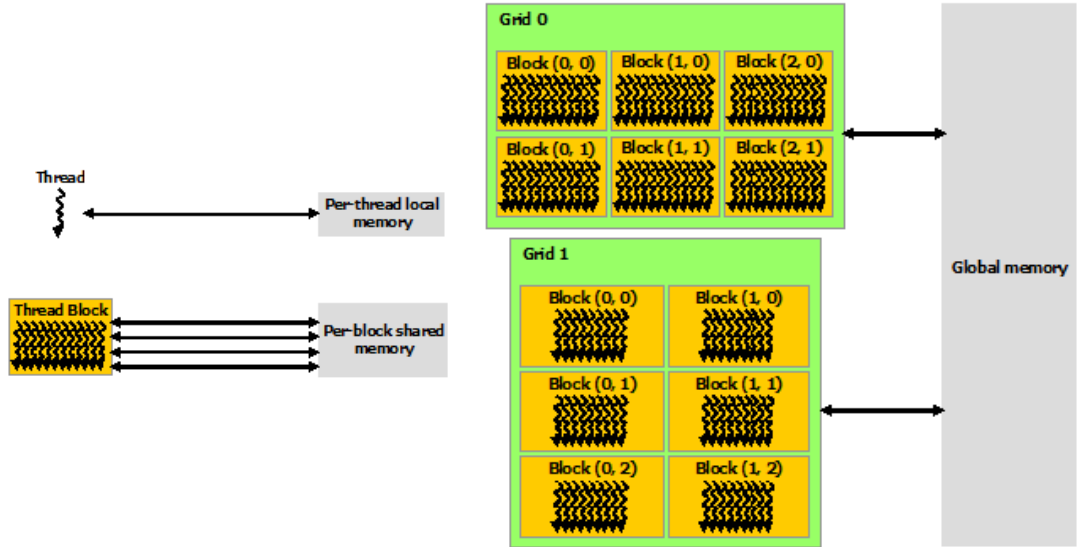 Thread
Per-thread local
memory
Thread Block
Per-block shared
memory
Grid 0
Block (0, 0)
Block (1, 0)
Block (2, 0)
Block (0, 1)
Block (1, 1)
Block (2, 1)
Grid 1
Block (0, 0)
Block (1, 0)
Block (0, 1)
Block (1, 1)
Block (0, 2)
Block (1, 2)
Global memory